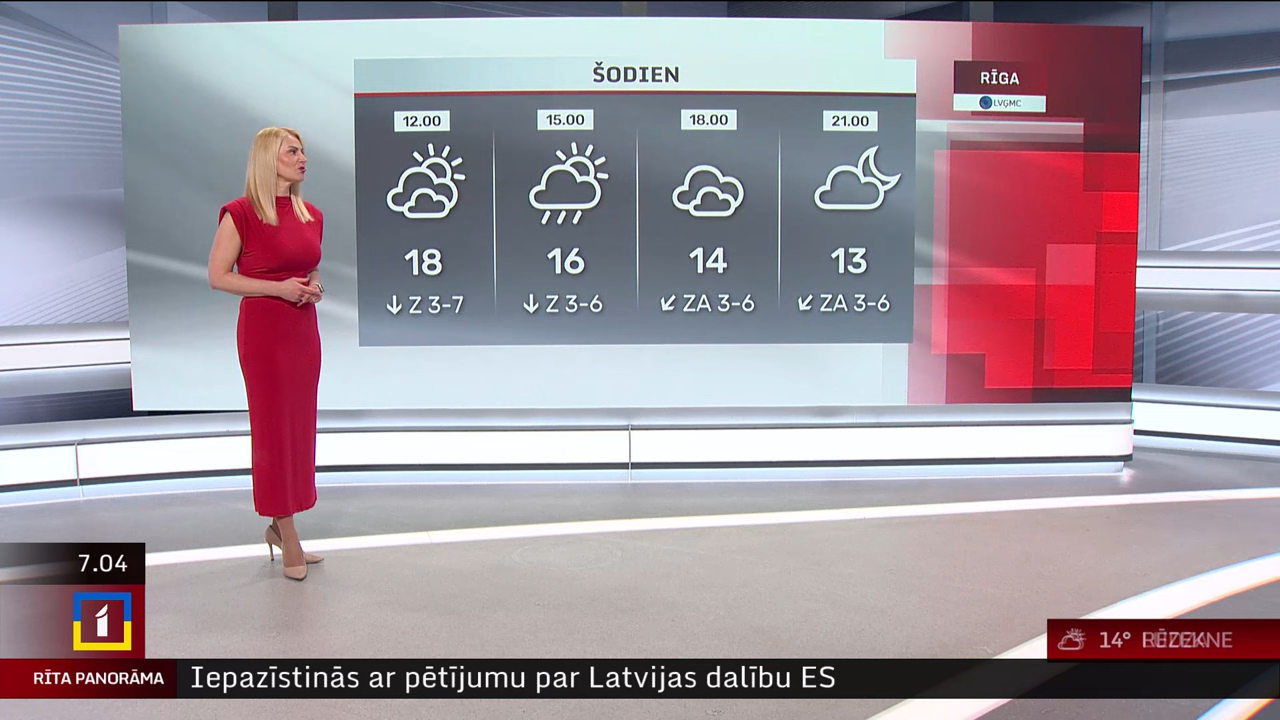 ŠODIEN
RĪGA
LVĢMC
12.00
15.00
18.00
21.00
18
16
14
13
Z 3-7
Z 3-6
ZA 3-6
ZA 3-6
7.04
1
14° RĒZEKNE
RĪTA PANORĀMA
Iepazīstinās ar pētījumu par Latvijas dalību ES